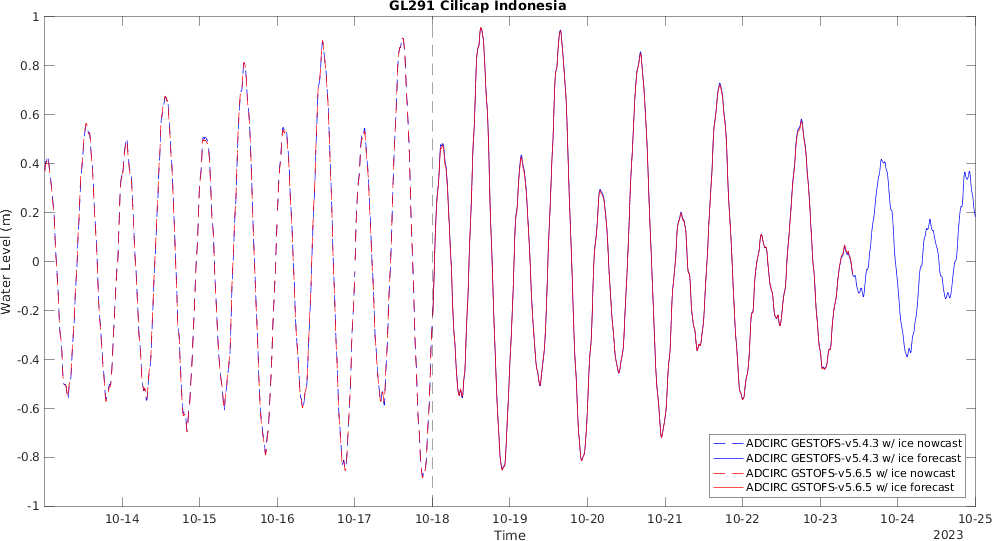 GL291 Cilicap Indonesia
Water Level (m)
1
0.8
0.6
0.4
0.2
0
-0.2
-0.4
-0.6
-0.8
-1
10-14 10-15 10-16 10-17 10-18 10-19 10-20 10-21 10-22 10-23 10-24 10-25
2023
Time
ADCIRC GESTOFS-v5.4.3 w/ ice nowcast
ADCIRC GESTOFS-v5.4.3 w/ ice forecast
ADCIRC GSTOFS-v5.6.5 w/ ice nowcast
ADCIRC GSTOFS-v5.6.5 w/ ice forecast